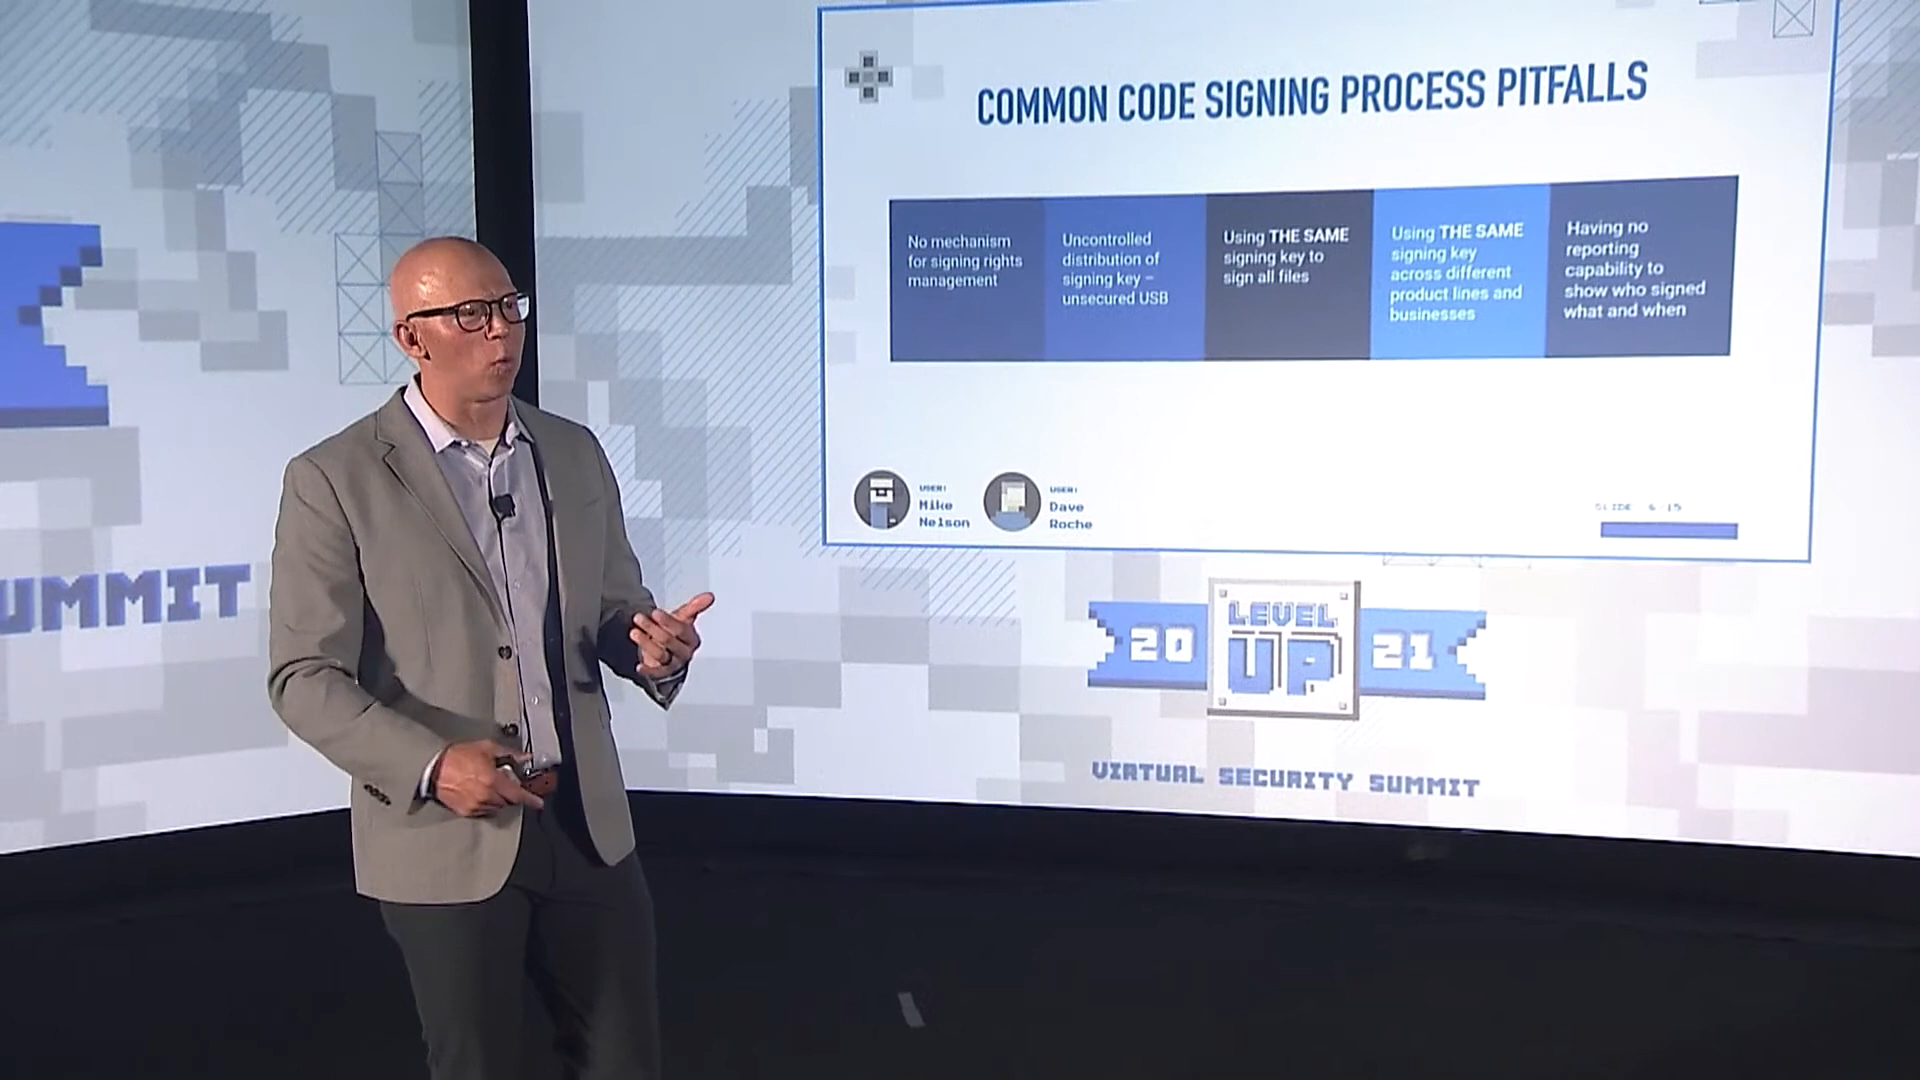 COMMON CODE SIGNING PROCESS PITFALLS
No mechanism
for signing rights
management
Uncontrolled
distribution of
signing key –
unsecured USB
Using THE SAME
signing key to
sign all files
Using THE SAME
signing key
across different
product lines and
businesses
Having no
reporting
capability to
show who signed
what and when
USER:
Mike
Nelson
USER:
Dave
Roche
SLIDE 6-15
UMMIT
20
LEVEL
UP
21
VIRTUAL SECURITY SUMMIT